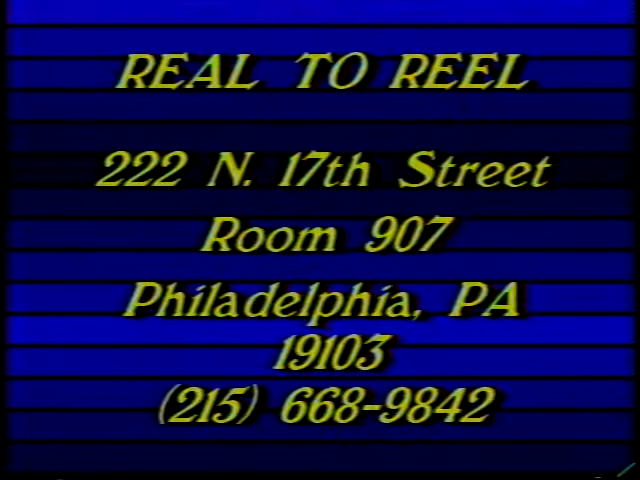 REAL TO REEL
222 N. 17th Street
Room 907
Philadelphia, PA
19103
(215) 668-9842